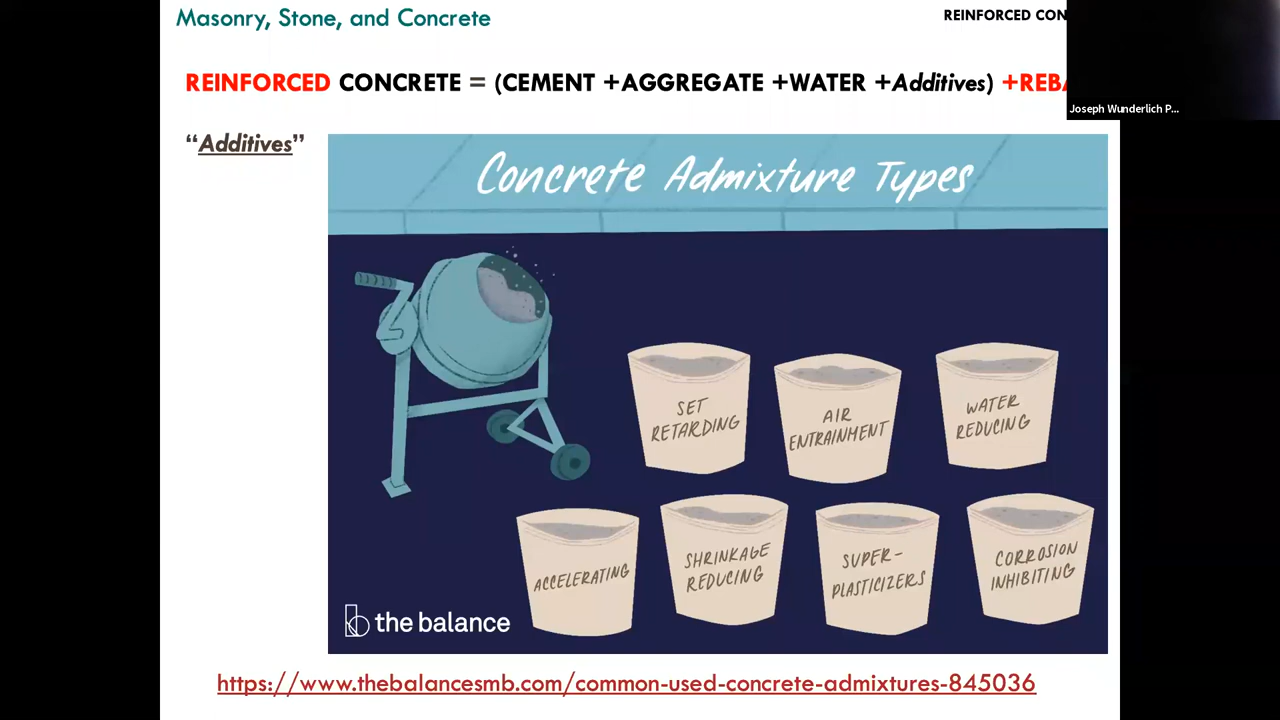 Masonry, Stone, and Concrete
REINFORCED CON
REINFORCED CONCRETE = (CEMENT +AGGREGATE +WATER +Additives) +REBA
Joseph Wunderlich P...
“Additives”
Concrete Admixture Types
SET
RETARDING
AIR
ENTRAINMENT
WATER
REDUCING
ACCELERATING
SHRINKAGE
REDUCING
SUPER-
PLASTICIZERS
CORROSION
INHIBITING
the balance
https://www.thebalancesmb.com/common-used-concrete-admixtures-845036